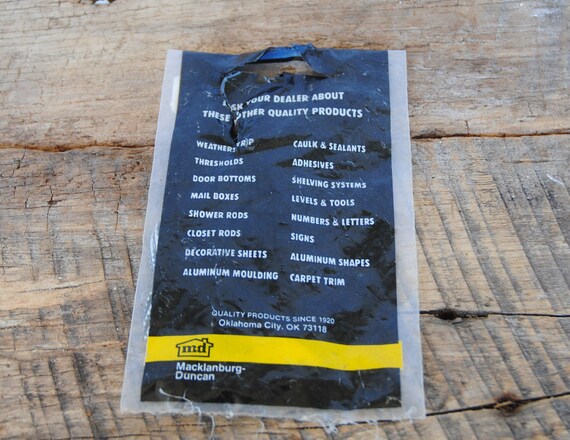 ASK YOUR DEALER ABOUT
THESE OTHER QUALITY PRODUCTS
WEATHERSTRIP
THRESHOLDS
DOOR BOTTOMS
MAIL BOXES
SHOWER RODS
CLOSET RODS
DECORATIVE SHEETS
ALUMINUM MOULDING
CAULK & SEALANTS
ADHESIVES
SHELVING SYSTEMS
LEVELS & TOOLS
NUMBERS & LETTERS
SIGNS
ALUMINUM SHAPES
CARPET TRIM
QUALITY PRODUCTS SINCE 1920
Oklahoma City, OK 73118
md
Macklanburg-
Duncan